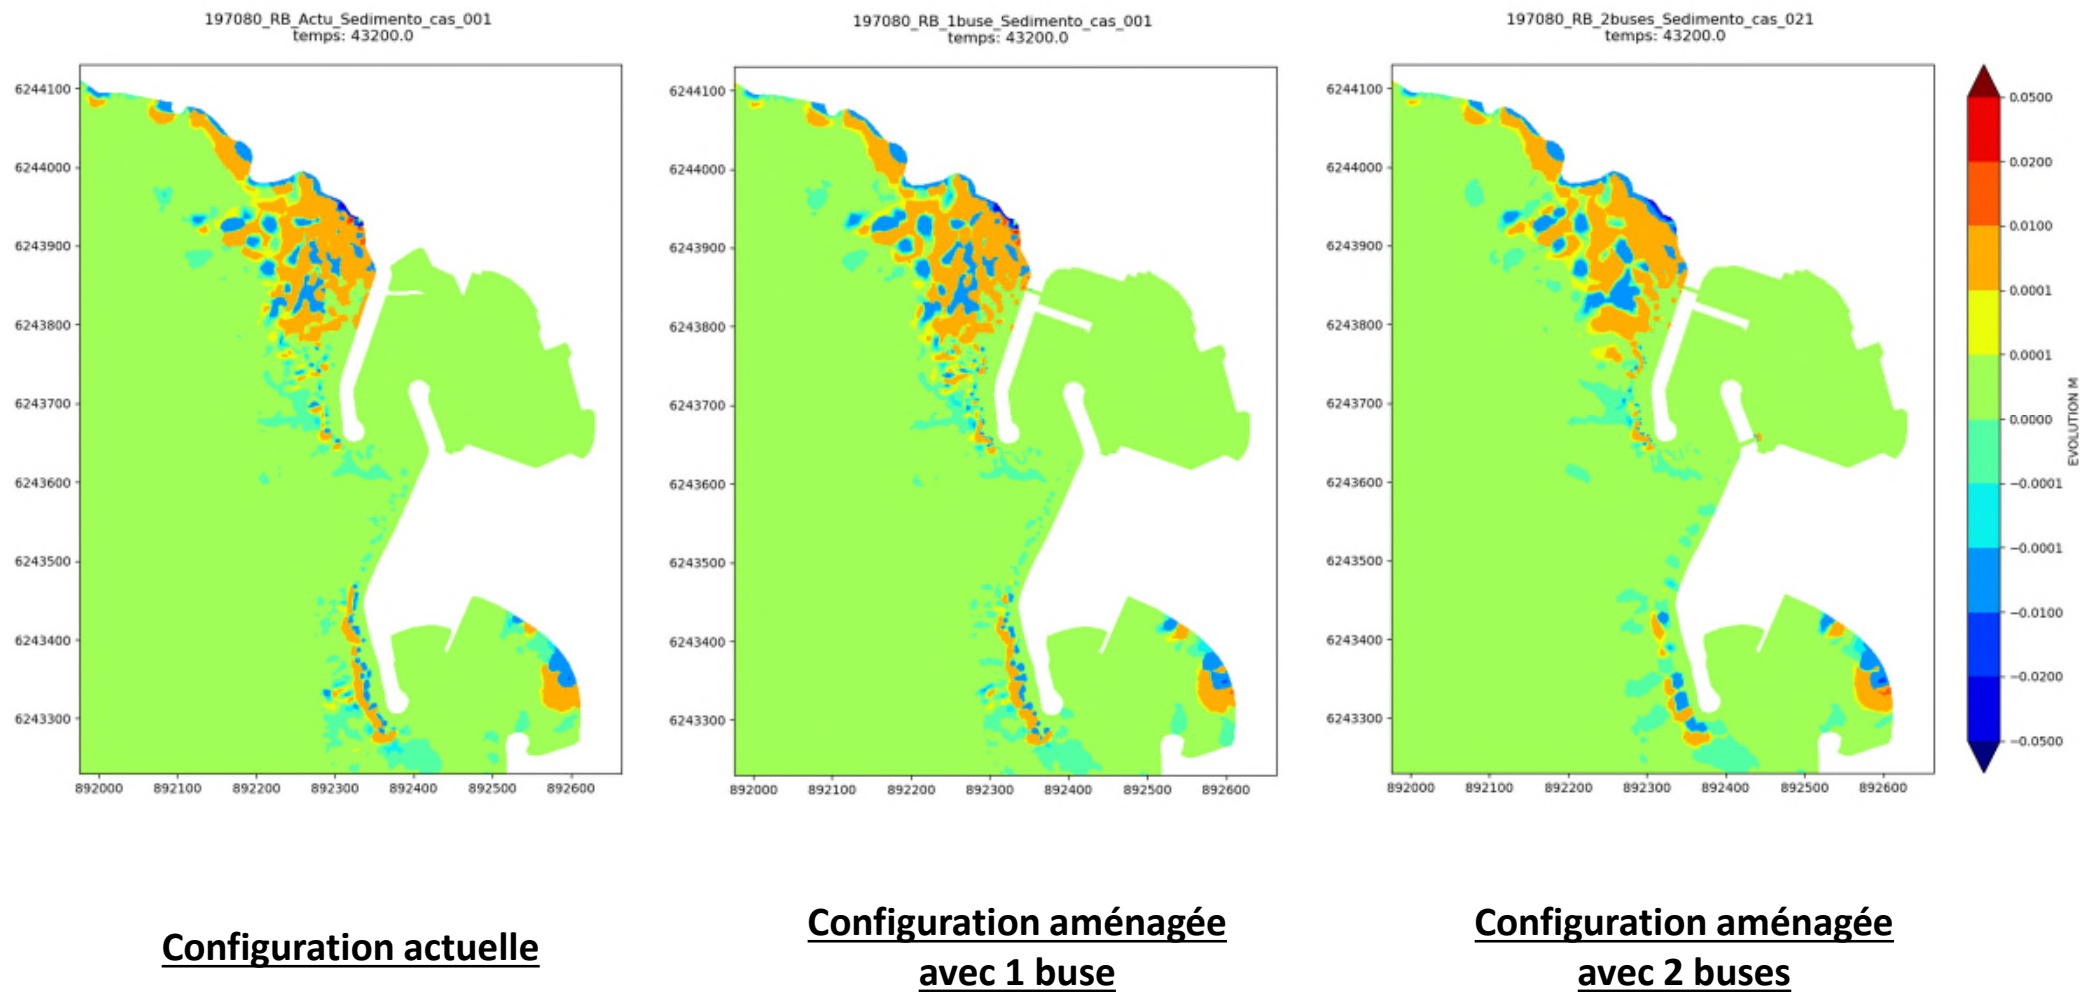 197080_RB_Actu_Sedimento_cas_001
temps: 43200.0
6244100
6244000
6243900
6243800
6243700
6243600
6243500
6243400
6243300
892000 892100 892200 892300 892400 892500 892600
Configuration actuelle
197080_RB_1buse_Sedimento_cas_001
temps: 43200.0
6244100
6244000
6243900
6243800
6243700
6243600
6243500
6243400
6243300
892000 892100 892200 892300 892400 892500 892600
Configuration aménagée
avec 1 buse
197080_RB_2buses_Sedimento_cas_021
temps: 43200.0
6244100
6244000
6243900
6243800
6243700
6243600
6243500
6243400
6243300
892000 892100 892200 892300 892400 892500 892600
Configuration aménagée
avec 2 buses
0.0500
0.0200
0.0100
0.0001
0.0001
0.0000
−0.0001
−0.0001
−0.0100
−0.0200
−0.0500
EVOLUTION M